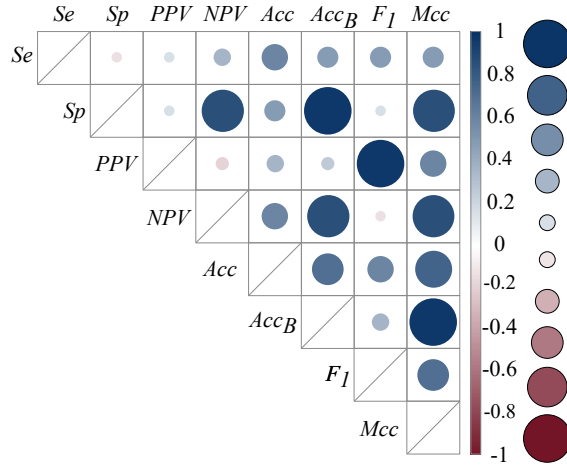 Se Sp PPV NPV Acc AccB F1 Mcc
Se
Sp
PPV
NPV
Acc
AccB
F1
Mcc
1
0.8
0.6
0.4
0.2
0
-0.2
-0.4
-0.6
-0.8
-1